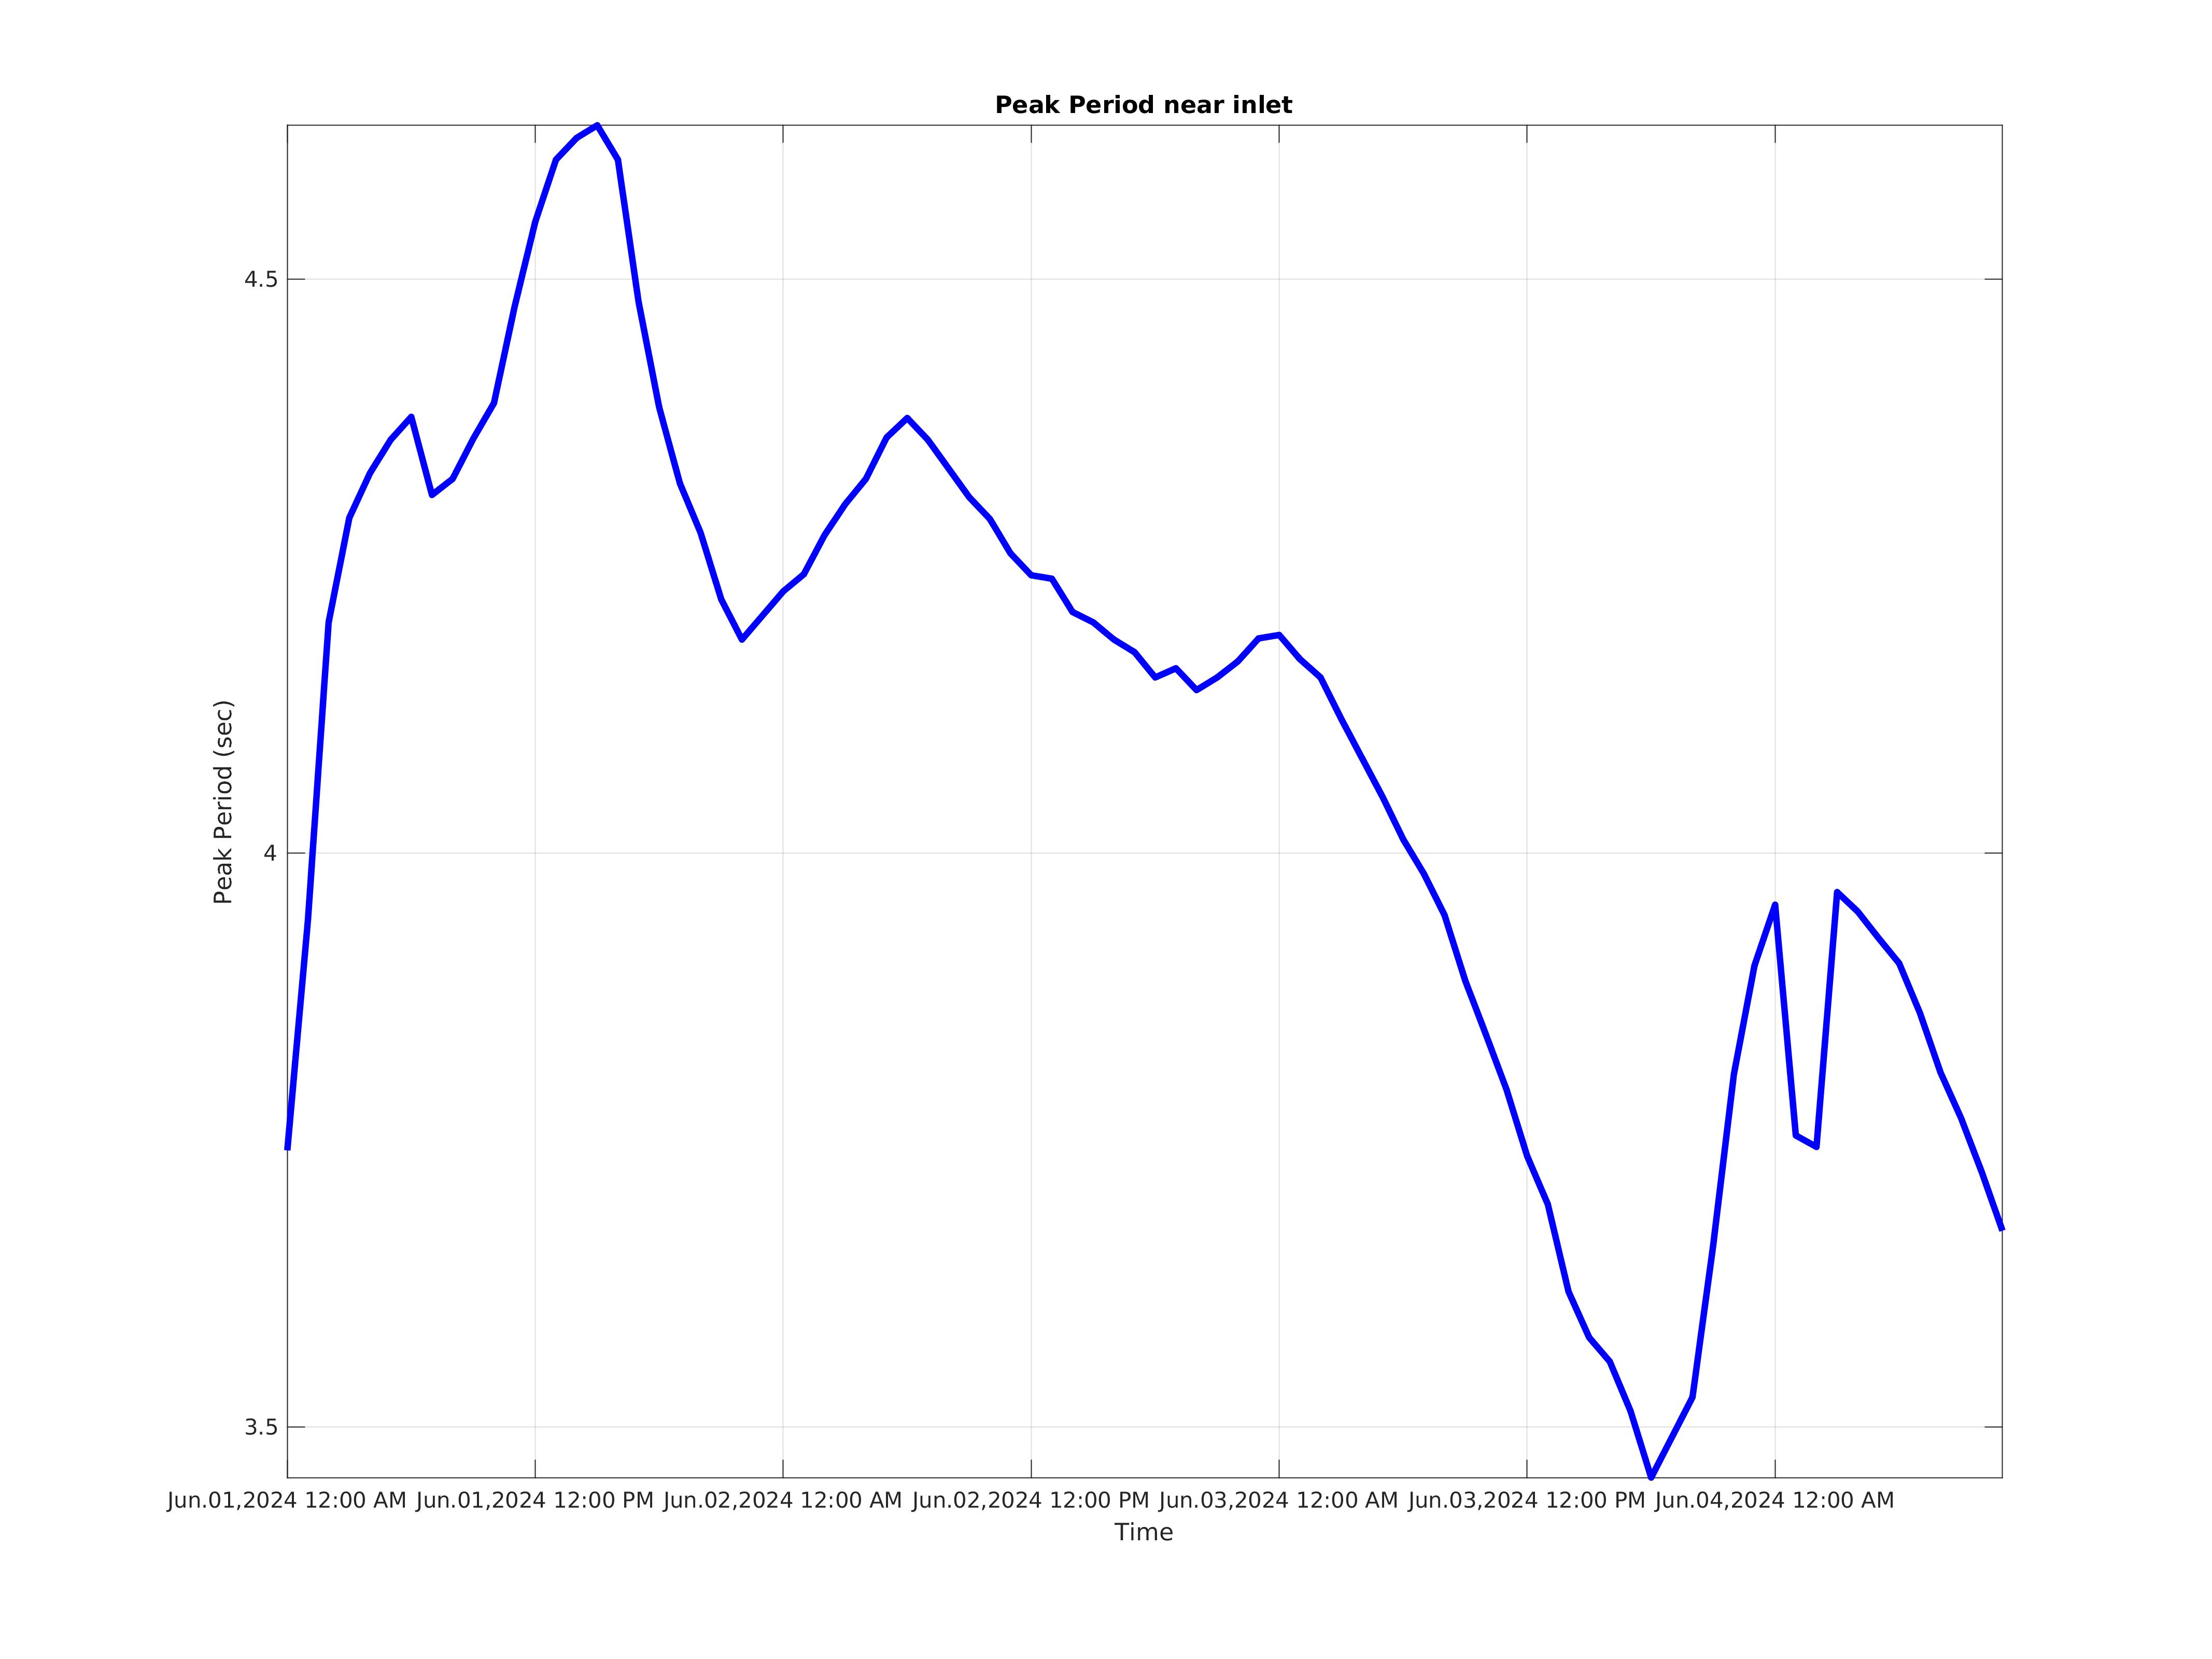 Peak Period near inlet
4.5
4
3.5
Peak Period (sec)
Jun.01,2024 12:00 AM Jun.01,2024 12:00 PM Jun.02,2024 12:00 AM Jun.02,2024 12:00 PM Jun.03,2024 12:00 AM Jun.03,2024 12:00 PM Jun.04,2024 12:00 AM
Time